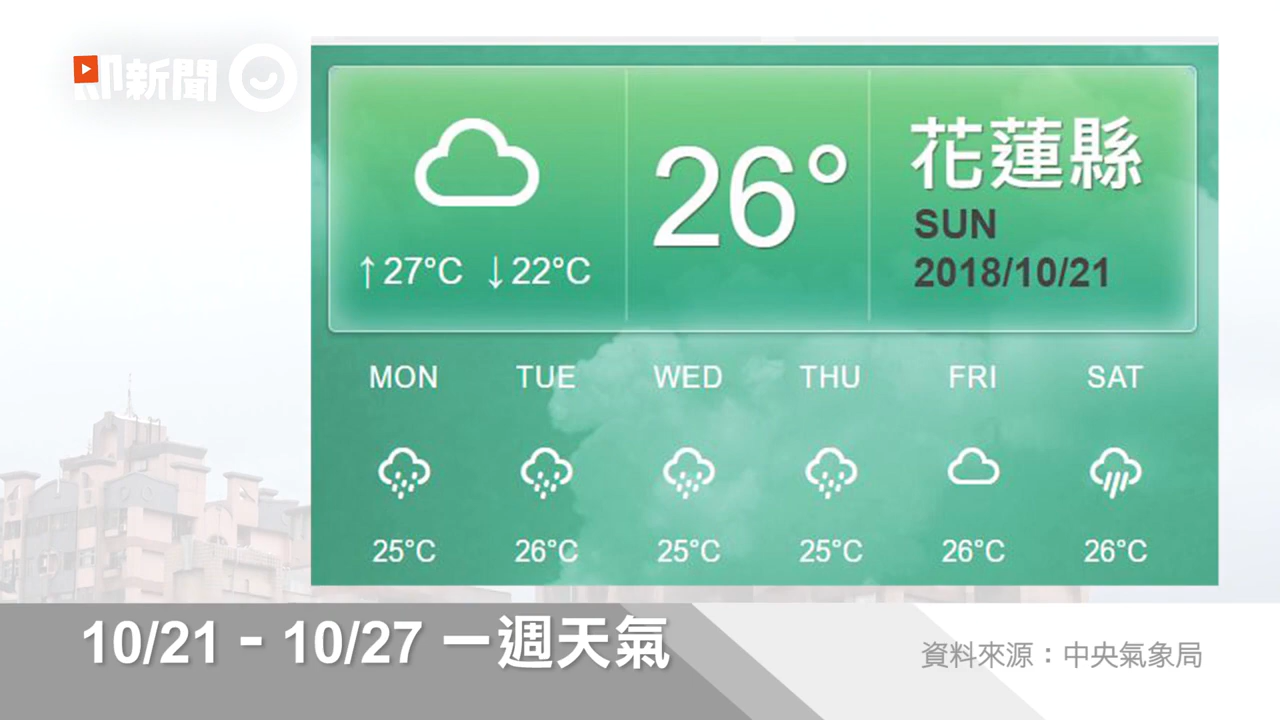 即新聞
26°
花蓮縣
SUN
2018/10/21
↑27°C ↓22°C
MON TUE WED THU FRI SAT
25°C 26°C 25°C 25°C 26°C 26°C
10/21 - 10/27 一週天氣
資料來源：中央氣象局